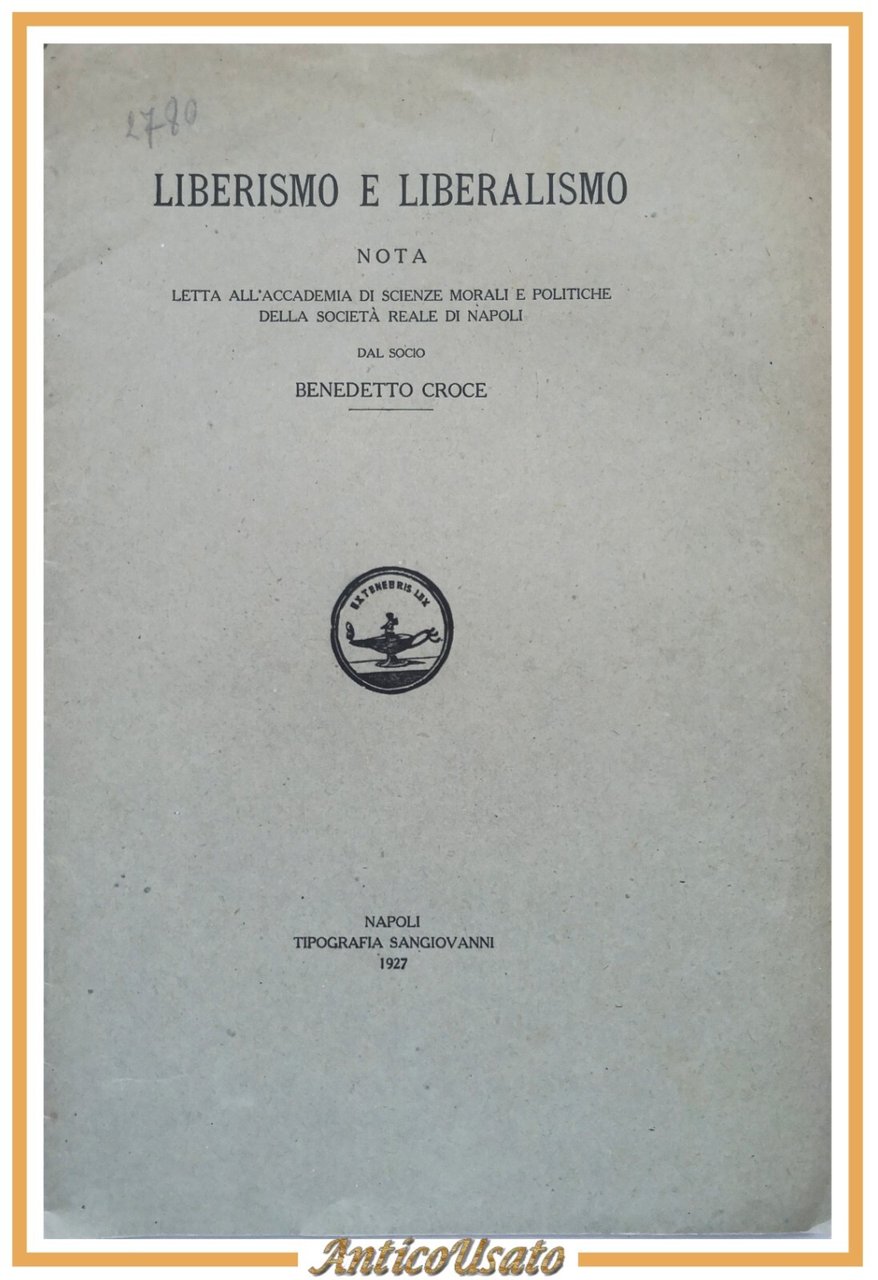 2780
LIBERISMO E LIBERALISMO
NOTA
LETTA ALL'ACCADEMIA DI SCIENZE MORALI E POLITICHE
DELLA SOCIETÀ REALE DI NAPOLI
DAL SOCIO
BENEDETTO CROCE
EX TENEBRIS LUX
NAPOLI
TIPOGRAFIA SANGIOVANNI
1927
AnticoUsato